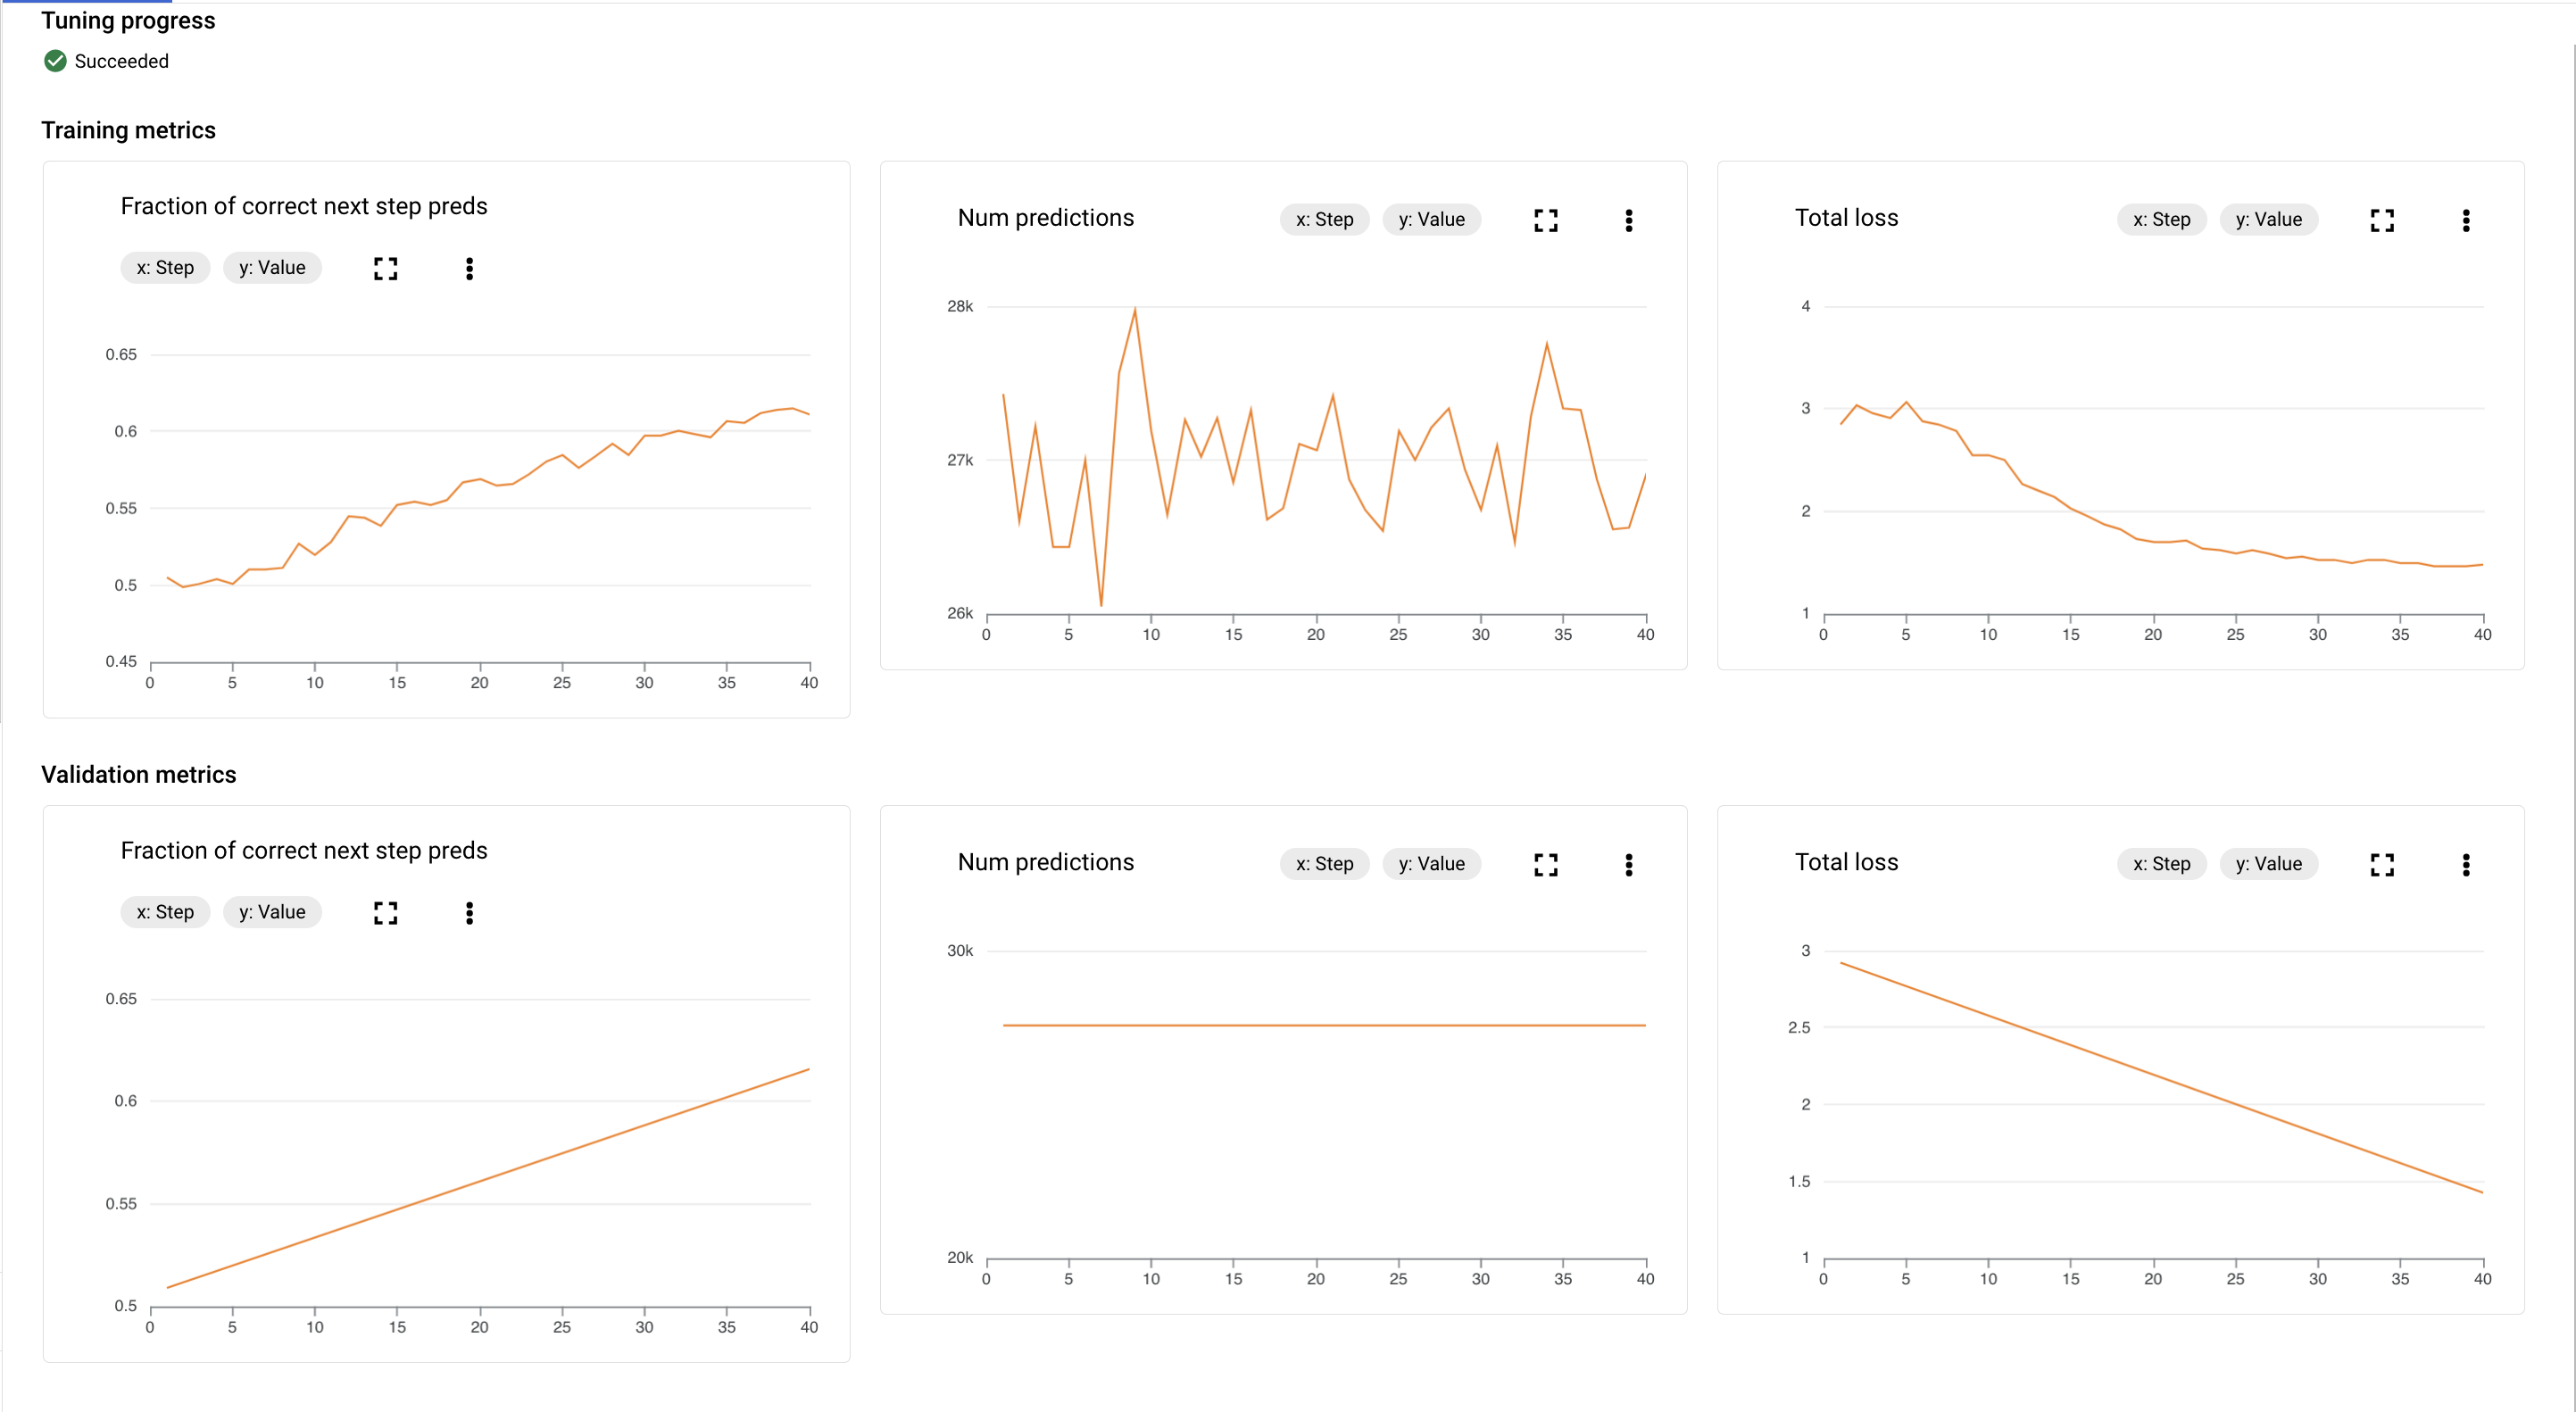 Tuning progress
Succeeded
Training metrics
Fraction of correct next step preds
x: Step y: Value
0.65
0.6
0.55
0.5
0.45
0 5 10 15 20 25 30 35 40
Num predictions x: Step y: Value
28k
27k
26k
0 5 10 15 20 25 30 35 40
Total loss x: Step y: Value
4
3
2
1
0 5 10 15 20 25 30 35 40
Validation metrics
Fraction of correct next step preds
x: Step y: Value
0.65
0.6
0.55
0.5
0 5 10 15 20 25 30 35 40
Num predictions x: Step y: Value
30k
20k
0 5 10 15 20 25 30 35 40
Total loss x: Step y: Value
3
2.5
2
1.5
1
0 5 10 15 20 25 30 35 40